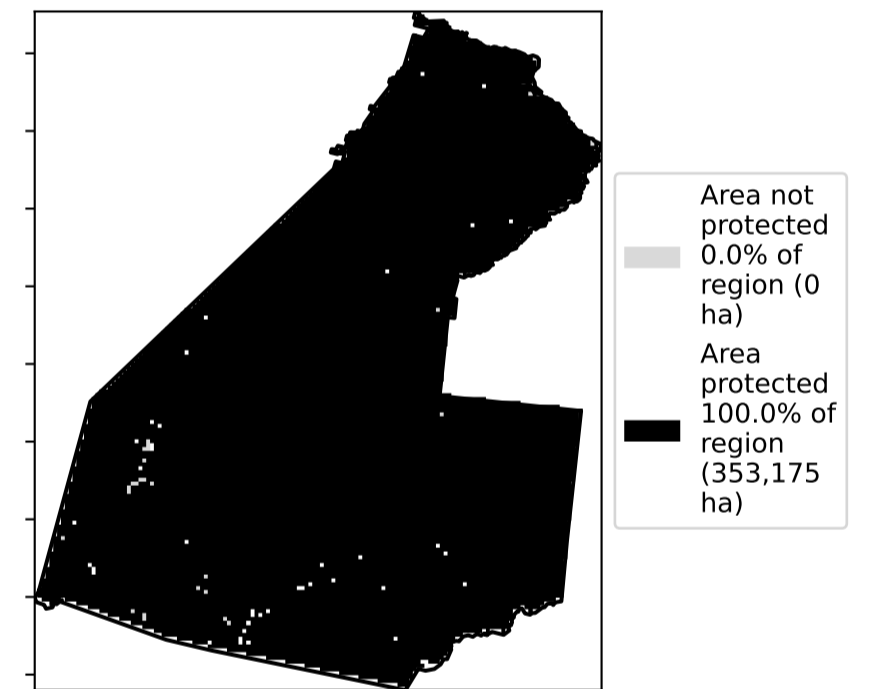 Area not
protected
0.0% of
region (0
ha)
Area
protected
100.0% of
region
(353,175
ha)